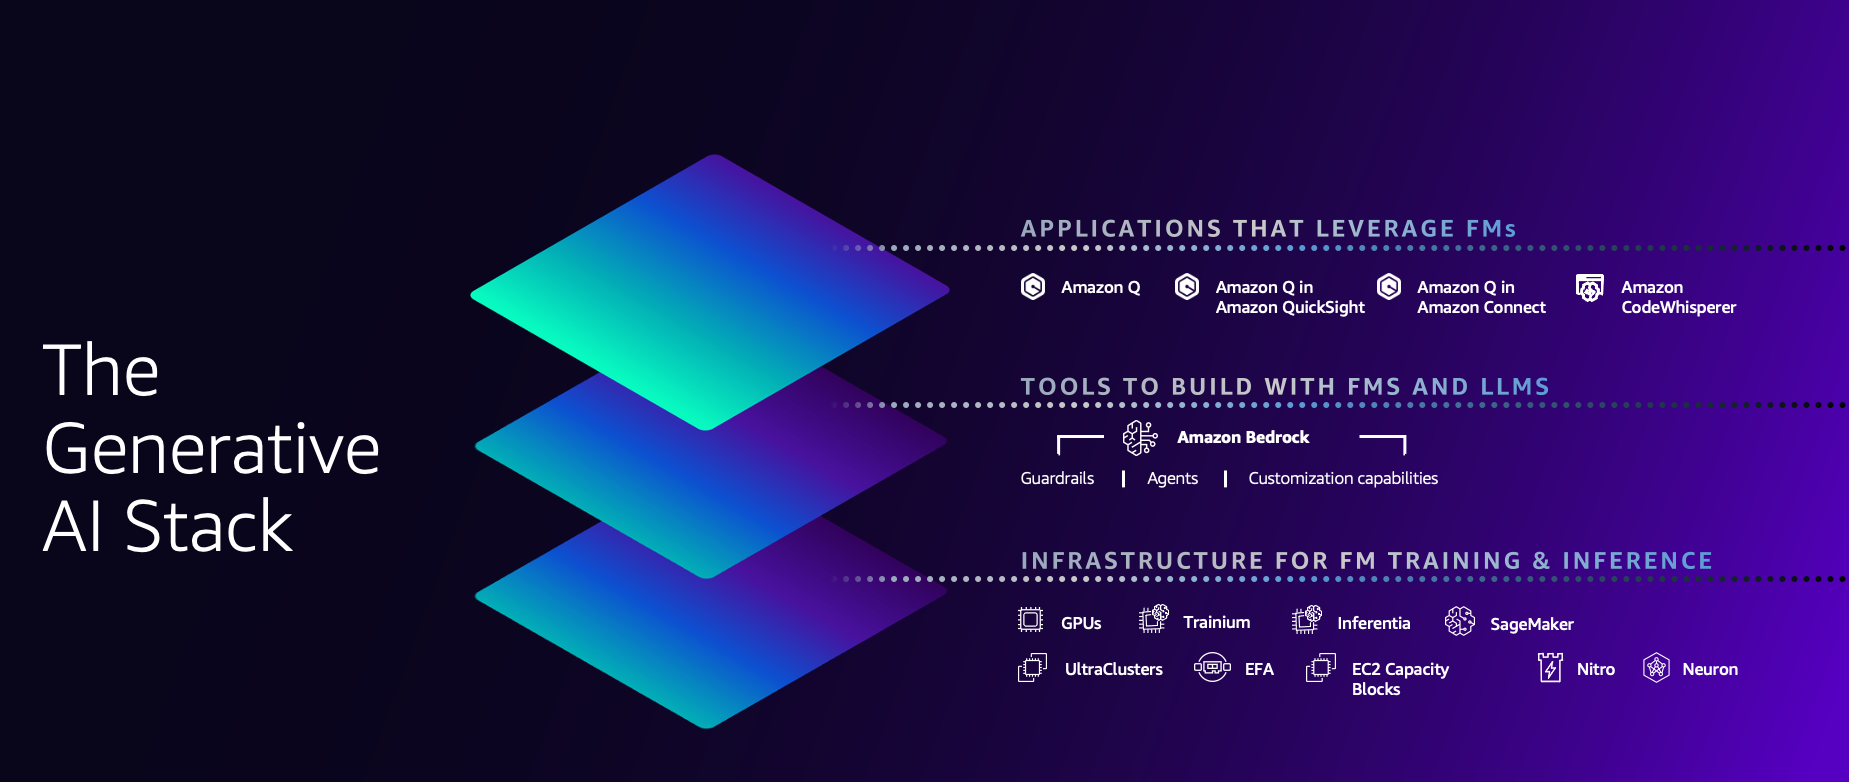 The
Generative
AI Stack
APPLICATIONS THAT LEVERAGE FMs
Amazon Q
Amazon Q in
Amazon QuickSight
Amazon Q in
Amazon Connect
Amazon
CodeWhisperer
TOOLS TO BUILD WITH FMS AND LLMS
Amazon Bedrock
Guardrails | Agents | Customization capabilities
INFRASTRUCTURE FOR FM TRAINING & INFERENCE
GPUs Trainium Inferentia SageMaker
UltraClusters EFA EC2 Capacity
Blocks
Nitro Neuron